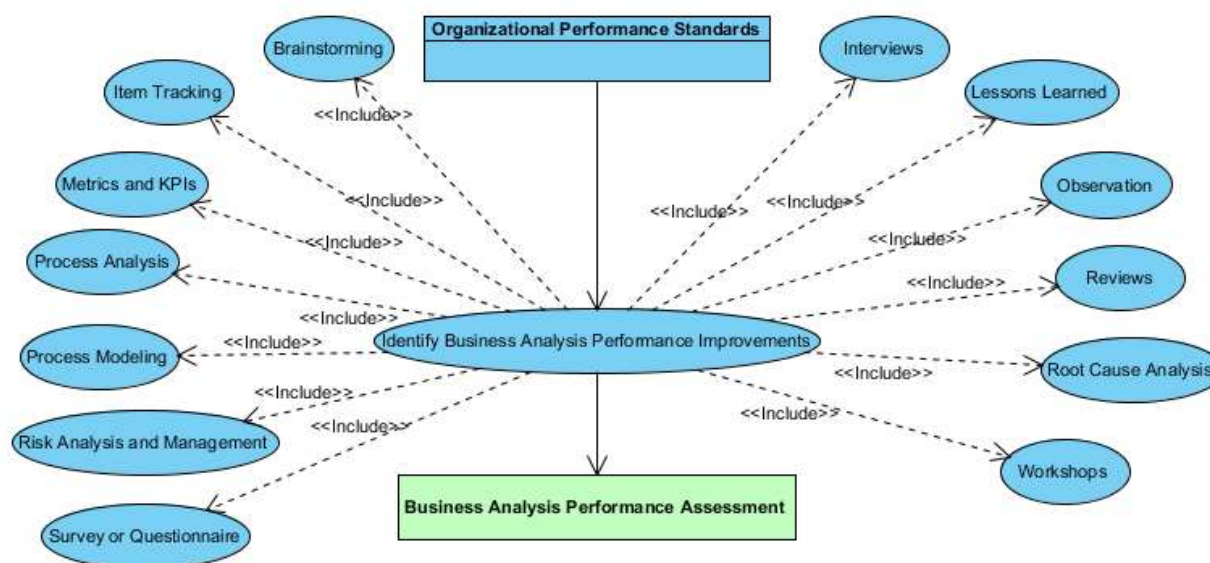 Organizational Performance Standards
Brainstorming
Interviews
Item Tracking
Lessons Learned
<<Include>>
Metrics and KPIs
Observation
<<Include>>
<<Include>>
<<Include>>
<<Include>>
<<Include>>
Process Analysis
Reviews
<<Include>>
<<Include>>
Identify Business Analysis Performance Improvements
Process Modeling
<<Include>>
Root Cause Analysis
<<Include>>
<<Include>>
<<Include>>
<<Include>>
Risk Analysis and Management
Workshops
Business Analysis Performance Assessment
Survey or Questionnaire